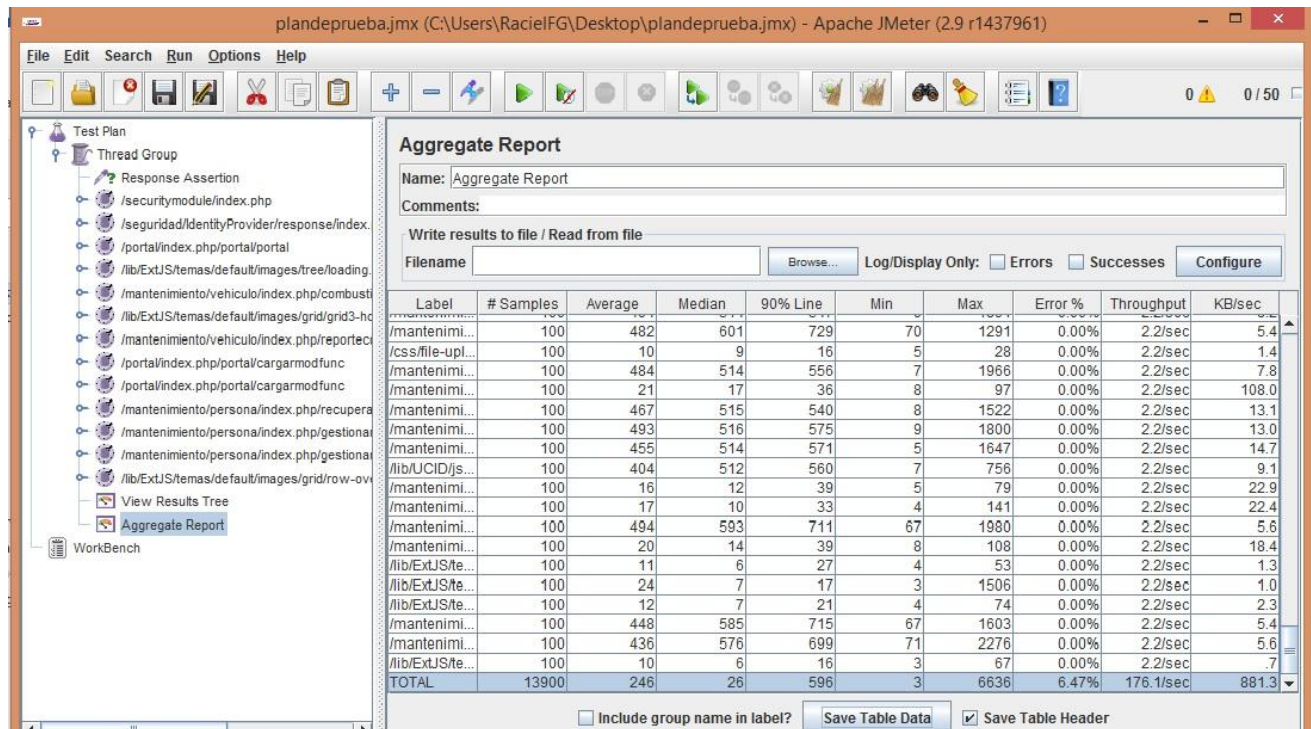 plandeprueba.jmx (C:\Users\RacielFG\Desktop\plandeprueba.jmx) - Apache JMeter (2.9 r1437961)
File Edit Search Run Options Help
0 0 / 50
Test Plan
Thread Group
Response Assertion
/securitymodule/index.php
/seguridad/IdentityProvider/response/index.
/portal/index.php/portal/portal
/lib/ExtJS/temas/default/images/tree/loading.
/mantenimiento/vehiculo/index.php/combusti
/lib/ExtJS/temas/default/images/grid/grid3-ho
/mantenimiento/vehiculo/index.php/reporteco
/portal/index.php/portal/cargarmodfunc
/portal/index.php/portal/cargarmodfunc
/mantenimiento/persona/index.php/recupera
/mantenimiento/persona/index.php/gestionar
/mantenimiento/persona/index.php/gestionar
/lib/ExtJS/temas/default/images/grid/row-ove
View Results Tree
Aggregate Report
WorkBench
Aggregate Report
Name: Aggregate Report
Comments:
Write results to file / Read from file
Filename Browse... Log/Display Only: Errors Successes Configure
Label # Samples Average Median 90% Line Min Max Error % Throughput KB/sec
/mantenimi... 100 482 601 729 70 1291 0.00% 2.2/sec 5.4
/css/file-upl... 100 10 9 16 5 28 0.00% 2.2/sec 1.4
/mantenimi... 100 484 514 556 7 1966 0.00% 2.2/sec 7.8
/mantenimi... 100 21 17 36 8 97 0.00% 2.2/sec 108.0
/mantenimi... 100 467 515 540 8 1522 0.00% 2.2/sec 13.1
/mantenimi... 100 493 516 575 9 1800 0.00% 2.2/sec 13.0
/mantenimi... 100 455 514 571 5 1647 0.00% 2.2/sec 14.7
/lib/UCID/js... 100 404 512 560 7 756 0.00% 2.2/sec 9.1
/mantenimi... 100 16 12 39 5 79 0.00% 2.2/sec 22.9
/mantenimi... 100 17 10 33 4 141 0.00% 2.2/sec 22.4
/mantenimi... 100 494 593 711 67 1980 0.00% 2.2/sec 5.6
/mantenimi... 100 20 14 39 8 108 0.00% 2.2/sec 18.4
/lib/ExtJS/te... 100 11 6 27 4 53 0.00% 2.2/sec 1.3
/lib/ExtJS/te... 100 24 7 17 3 1506 0.00% 2.2/sec 1.0
/lib/ExtJS/te... 100 12 7 21 4 74 0.00% 2.2/sec 2.3
/mantenimi... 100 448 585 715 67 1603 0.00% 2.2/sec 5.4
/mantenimi... 100 436 576 699 71 2276 0.00% 2.2/sec 5.6
/lib/ExtJS/te... 100 10 6 16 3 67 0.00% 2.2/sec .7
TOTAL 13900 246 26 596 3 6636 6.47% 176.1/sec 881.3
Include group name in label? Save Table Data Save Table Header